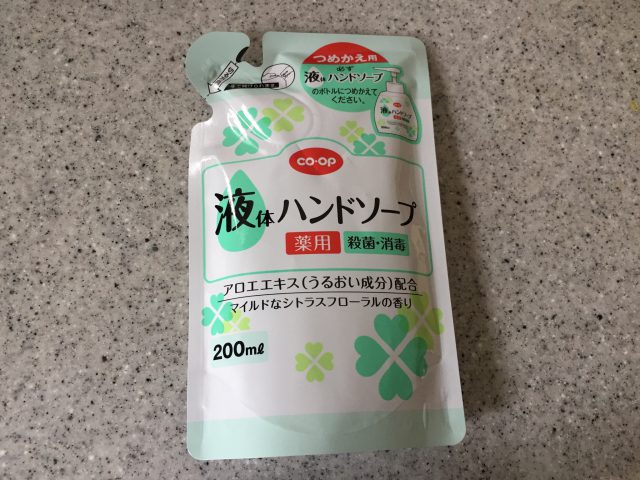 つめかえ用
必ず
液体ハンドソープ
のボトルにつめかえて
ください。
co·op
液体ハンドソープ
薬用
殺菌・消毒
アロエエキス(うるおい成分)配合
マイルドなシトラスフローラルの香り
200ml